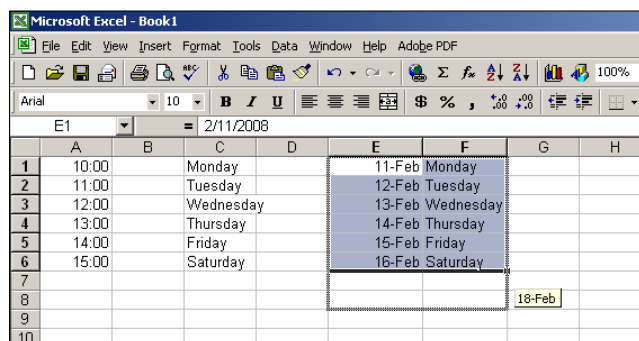 Microsoft Excel - Book1
File Edit View Insert Format Tools Data Window Help Adobe PDF
100%
Arial 10 B I U $ % ,
E1 = 2/11/2008
A B C D E F G H
1 10:00 Monday 11-Feb Monday
2 11:00 Tuesday 12-Feb Tuesday
3 12:00 Wednesday 13-Feb Wednesday
4 13:00 Thursday 14-Feb Thursday
5 14:00 Friday 15-Feb Friday
6 15:00 Saturday 16-Feb Saturday
7
8 18-Feb
9
10